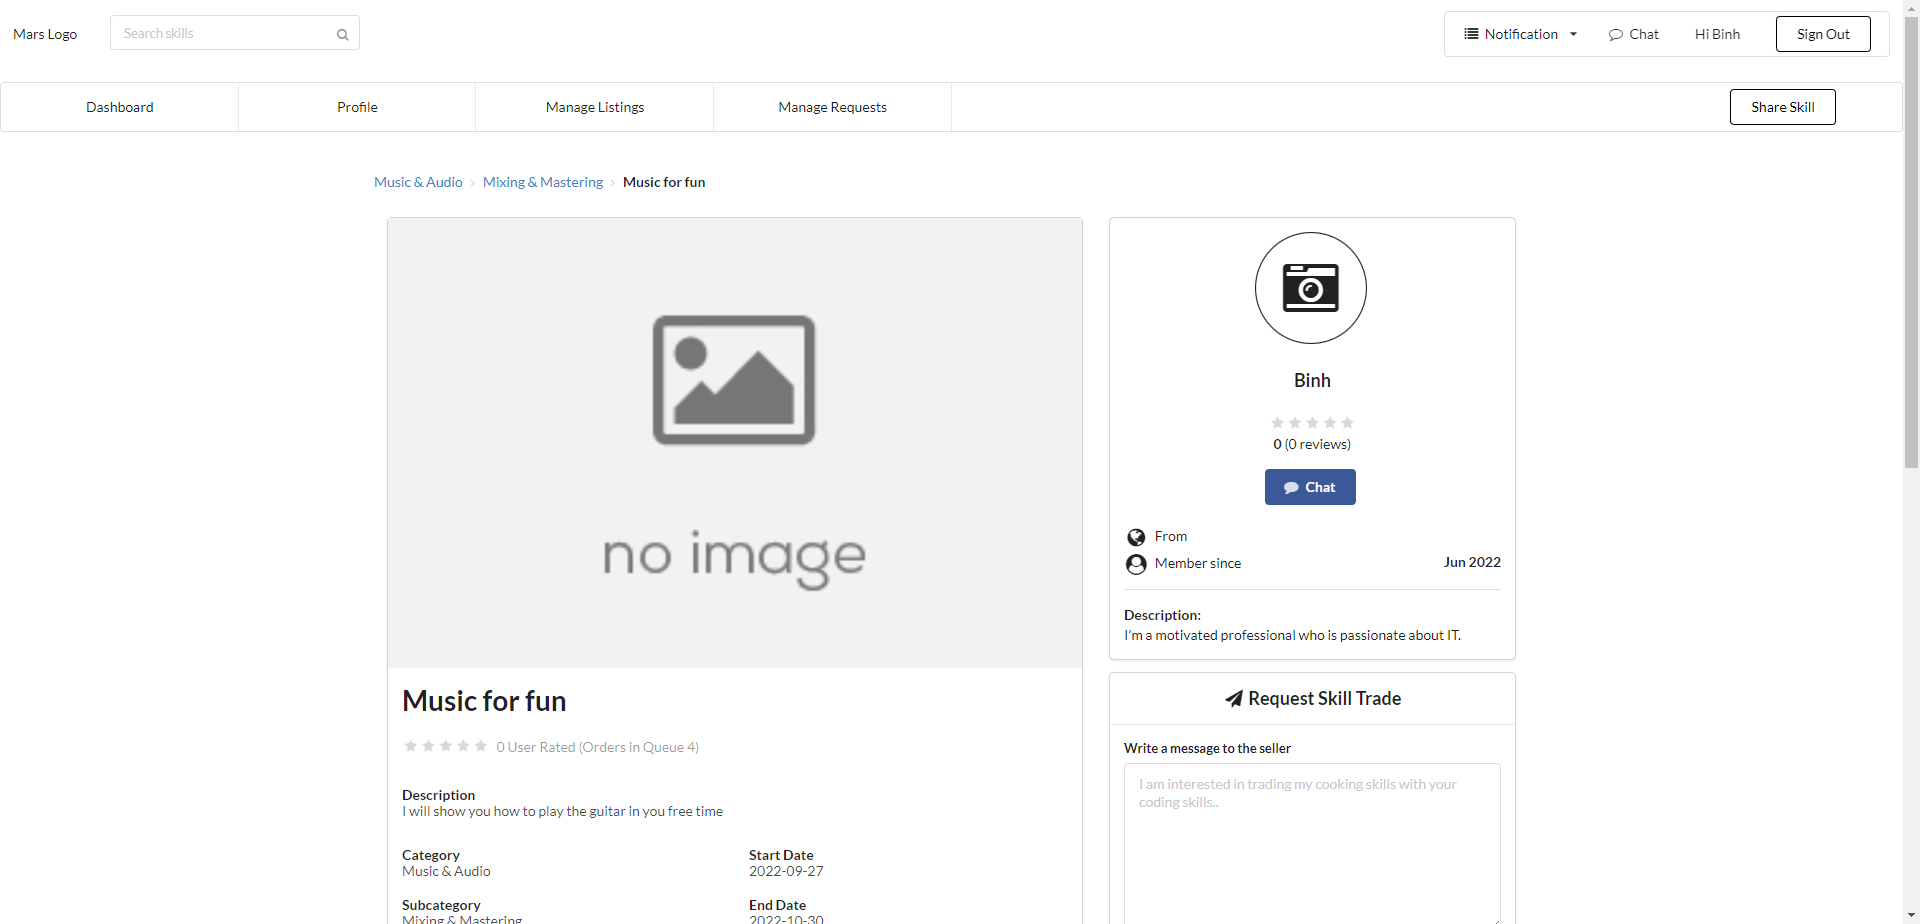 Mars Logo
Search skills
Notification
Chat
Hi Binh
Sign Out
Dashboard
Profile
Manage Listings
Manage Requests
Share Skill
Music & Audio
Mixing & Mastering
Music for fun
no image
Music for fun
0 User Rated (Orders in Queue 4)
Description
I will show you how to play the guitar in you free time
Category
Music & Audio
Start Date
2022-09-27
Subcategory
Mixing & Mastering
End Date
2022-10-30
Binh
0 (0 reviews)
Chat
From
Member since
Jun 2022
Description:
I'm a motivated professional who is passionate about IT.
Request Skill Trade
Write a message to the seller
I am interested in trading my cooking skills with your
coding skills..